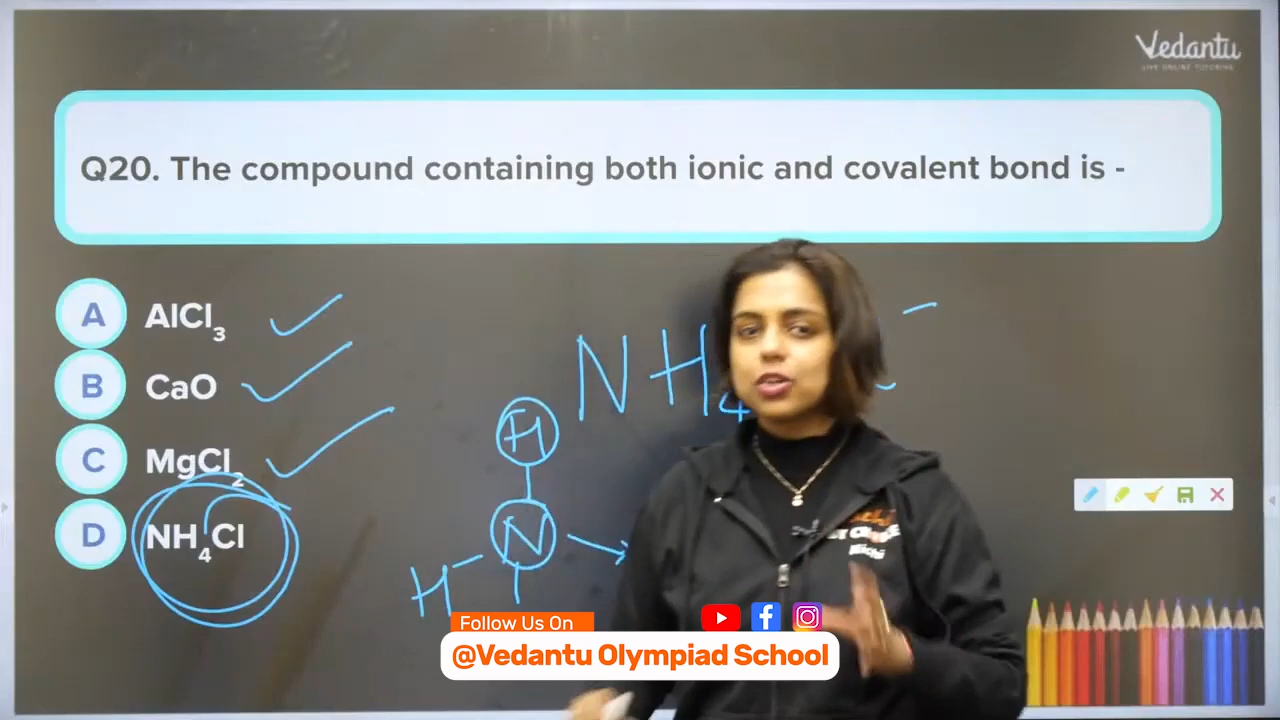 Vedantu
LIVE ONLINE TUTORING
Q20. The compound containing both ionic and covalent bond is -
A AlCl₃
B CaO
C MgCl₂
D NH₄Cl
NH₄
H
N
H
Follow Us On
@Vedantu Olympiad School